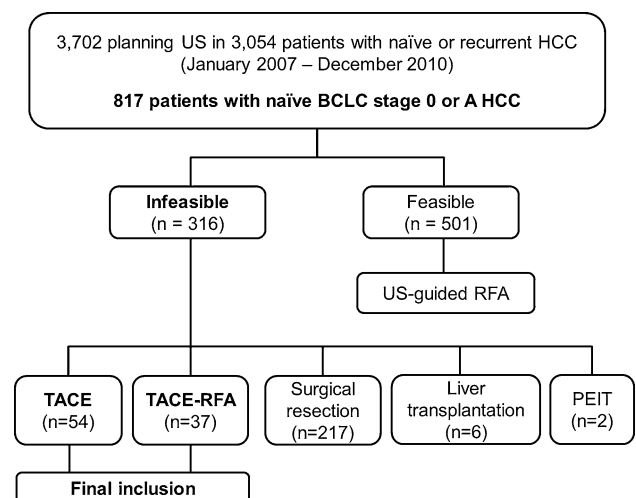 3,702 planning US in 3,054 patients with naïve or recurrent HCC
(January 2007 – December 2010)
817 patients with naïve BCLC stage 0 or A HCC
Infeasible
(n = 316)
Feasible
(n = 501)
US-guided RFA
TACE
(n=54)
TACE-RFA
(n=37)
Surgical
resection
(n=217)
Liver
transplantation
(n=6)
PEIT
(n=2)
Final inclusion